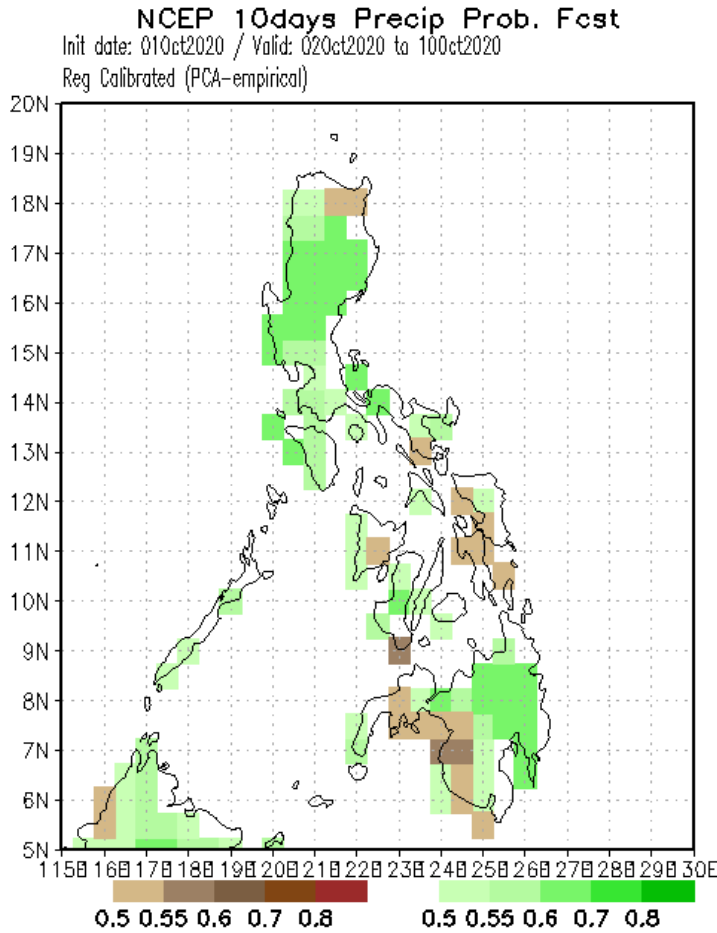 NCEP 10days Precip Prob. Fcst
Init date: 01Oct2020 / Valid: 02Oct2020 to 10Oct2020
Reg Calibrated (PCA-empirical)
20N
19N
18N
17N
16N
15N
14N
13N
12N
11N
10N
9N
8N
7N
6N
5N
115E 116E 117E 118E 119E 120E 121E 122E 123E 124E 125E 126E 127E 128E 129E 130E
0.5 0.55 0.6 0.7 0.8 0.5 0.55 0.6 0.7 0.8